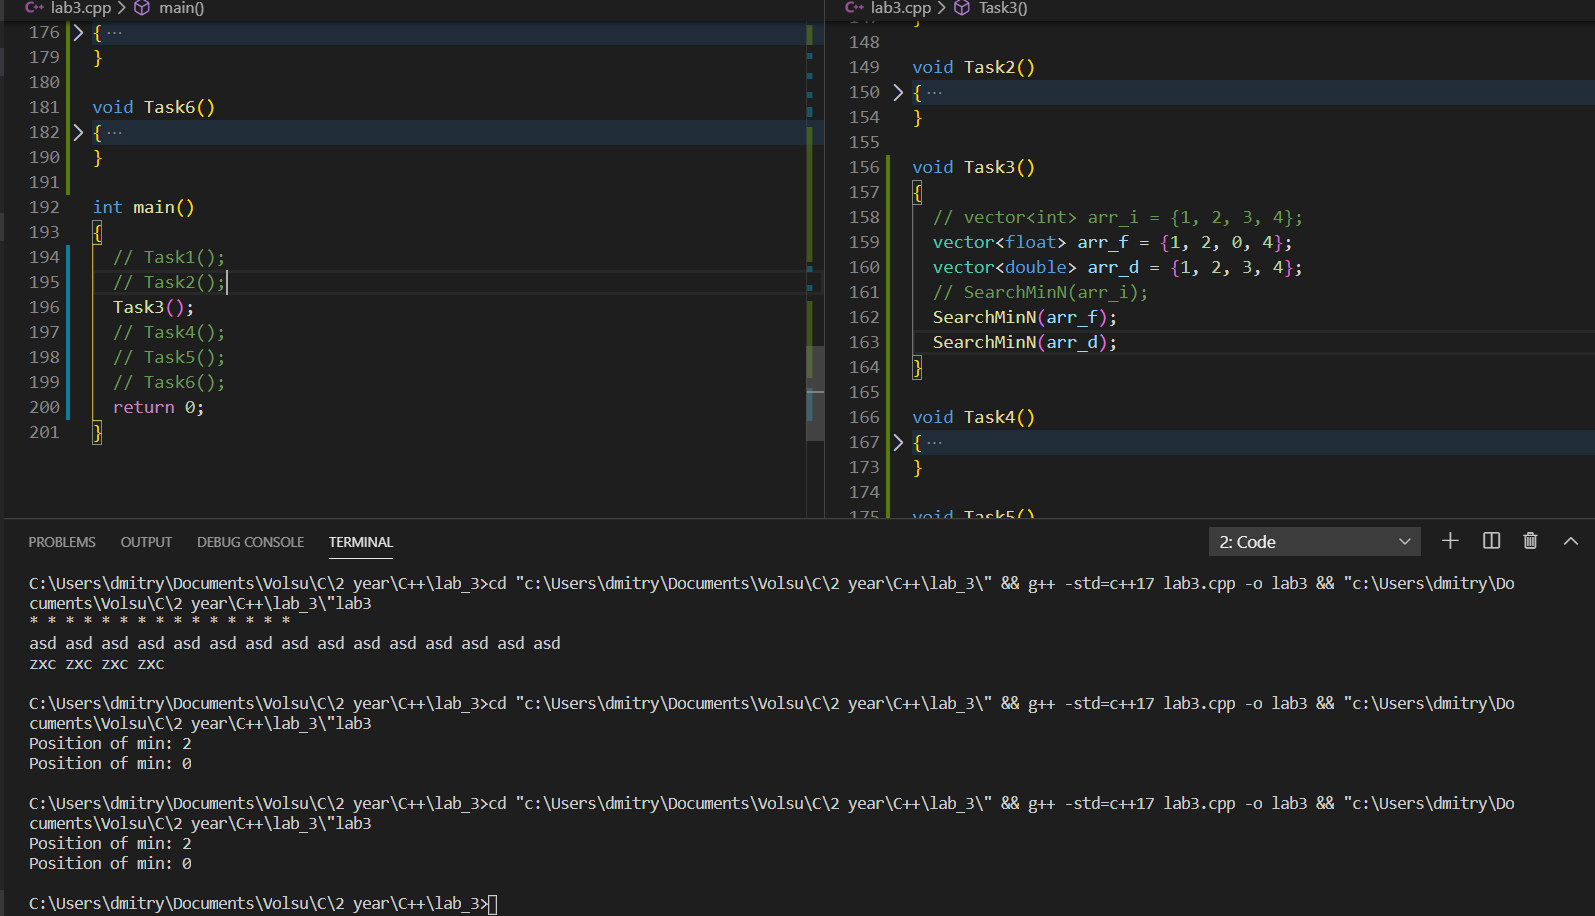 lab3.cpp > main()
176 > { ...
179 }
180
181 void Task6()
182 > { ...
190 }
191
192 int main()
193 {
194 // Task1();
195 // Task2();
196 Task3();
197 // Task4();
198 // Task5();
199 // Task6();
200 return 0;
201 }
lab3.cpp > Task3()
148
149 void Task2()
150 > { ...
154 }
155
156 void Task3()
157 {
158 // vector<int> arr_i = {1, 2, 3, 4};
159 vector<float> arr_f = {1, 2, 0, 4};
160 vector<double> arr_d = {1, 2, 3, 4};
161 // SearchMinN(arr_i);
162 SearchMinN(arr_f);
163 SearchMinN(arr_d);
164 }
165
166 void Task4()
167 > { ...
173 }
174
175 void Task5()
PROBLEMS OUTPUT DEBUG CONSOLE TERMINAL 2: Code
C:\Users\dmitry\Documents\Volsu\C\2 year\C++\lab_3>cd "c:\Users\dmitry\Documents\Volsu\C\2 year\C++\lab_3\" && g++ -std=c++17 lab3.cpp -o lab3 && "c:\Users\dmitry\Do
cuments\Volsu\C\2 year\C++\lab_3\"lab3
* * * * * * * * * * * * * * *
asd asd asd asd asd asd asd asd asd asd asd asd asd asd asd
zxc zxc zxc zxc
C:\Users\dmitry\Documents\Volsu\C\2 year\C++\lab_3>cd "c:\Users\dmitry\Documents\Volsu\C\2 year\C++\lab_3\" && g++ -std=c++17 lab3.cpp -o lab3 && "c:\Users\dmitry\Do
cuments\Volsu\C\2 year\C++\lab_3\"lab3
Position of min: 2
Position of min: 0
C:\Users\dmitry\Documents\Volsu\C\2 year\C++\lab_3>cd "c:\Users\dmitry\Documents\Volsu\C\2 year\C++\lab_3\" && g++ -std=c++17 lab3.cpp -o lab3 && "c:\Users\dmitry\Do
cuments\Volsu\C\2 year\C++\lab_3\"lab3
Position of min: 2
Position of min: 0
C:\Users\dmitry\Documents\Volsu\C\2 year\C++\lab_3>